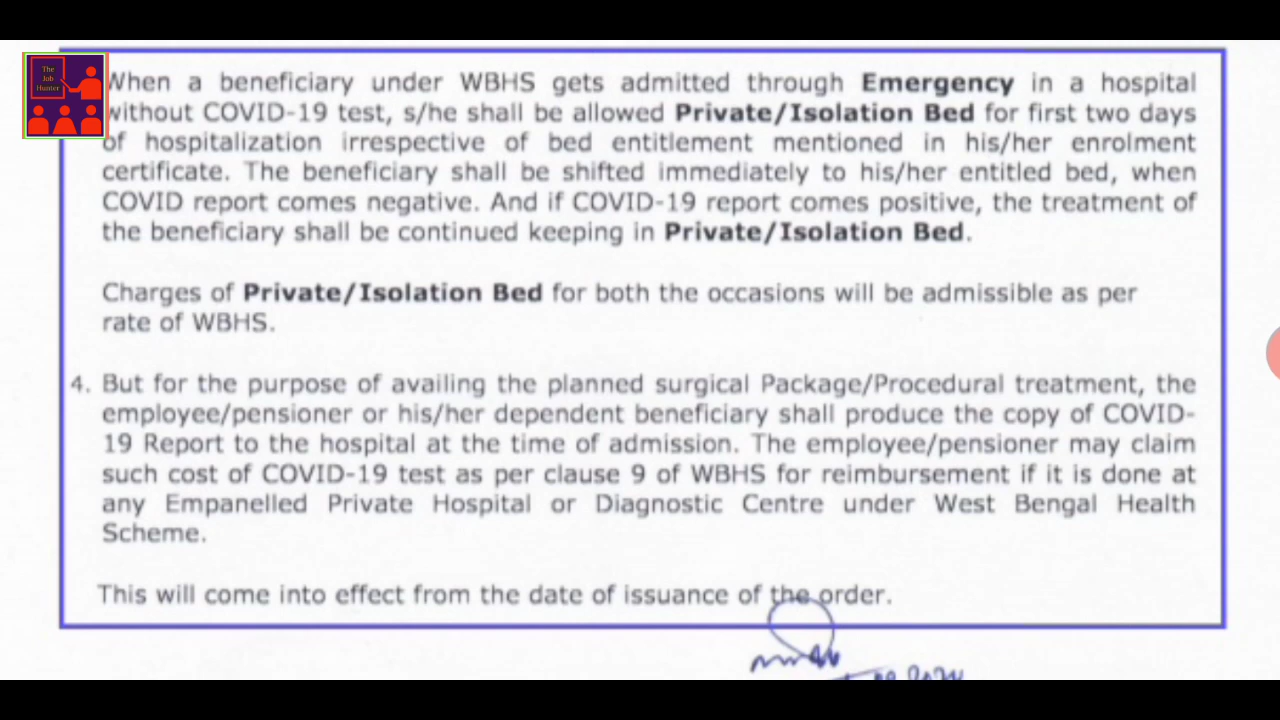 The
Job
Hunter
When a beneficiary under WBHS gets admitted through Emergency in a hospital
without COVID-19 test, s/he shall be allowed Private/Isolation Bed for first two days
of hospitalization irrespective of bed entitlement mentioned in his/her enrolment
certificate. The beneficiary shall be shifted immediately to his/her entitled bed, when
COVID report comes negative. And if COVID-19 report comes positive, the treatment of
the beneficiary shall be continued keeping in Private/Isolation Bed.
Charges of Private/Isolation Bed for both the occasions will be admissible as per
rate of WBHS.
4. But for the purpose of availing the planned surgical Package/Procedural treatment, the
employee/pensioner or his/her dependent beneficiary shall produce the copy of COVID-
19 Report to the hospital at the time of admission. The employee/pensioner may claim
such cost of COVID-19 test as per clause 9 of WBHS for reimbursement if it is done at
any Empanelled Private Hospital or Diagnostic Centre under West Bengal Health
Scheme.
This will come into effect from the date of issuance of the order.